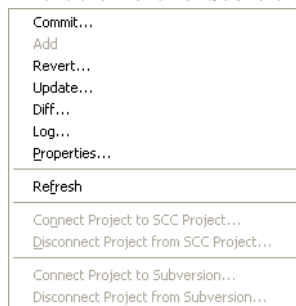 Commit...
Add
Revert...
Update...
Diff...
Log...
Properties...
Refresh
Connect Project to SCC Project...
Disconnect Project from SCC Project...
Connect Project to Subversion...
Disconnect Project from Subversion...